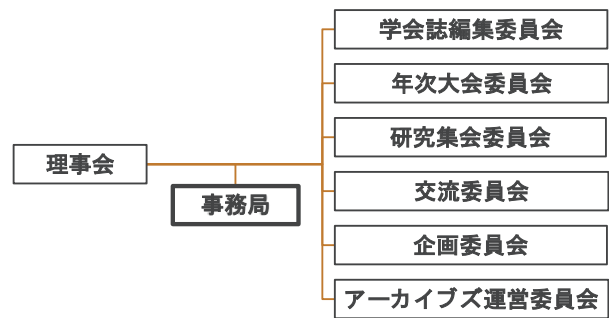 理事会
事務局
学会誌編集委員会
年次大会委員会
研究集会委員会
交流委員会
企画委員会
アーカイブズ運営委員会